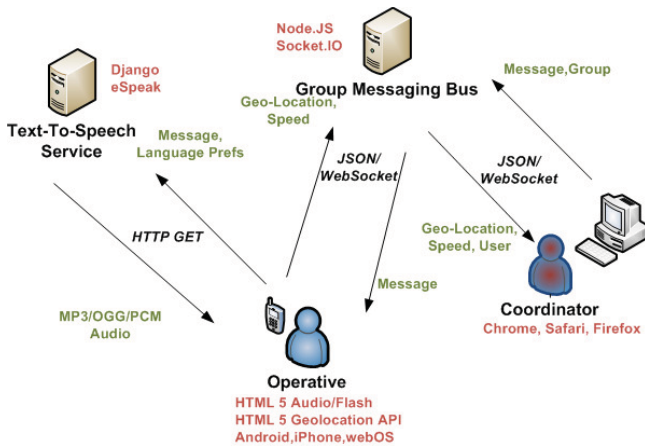 Node.JS
Socket.IO
Group Messaging Bus
Message,Group
Django
eSpeak
Text-To-Speech
Service
Geo-Location,
Speed
Message,
Language Prefs
JSON/
WebSocket
JSON/
WebSocket
HTTP GET
Geo-Location,
Speed, User
Message
MP3/OGG/PCM
Audio
Coordinator
Chrome, Safari, Firefox
Operative
HTML 5 Audio/Flash
HTML 5 Geolocation API
Android,iPhone,webOS